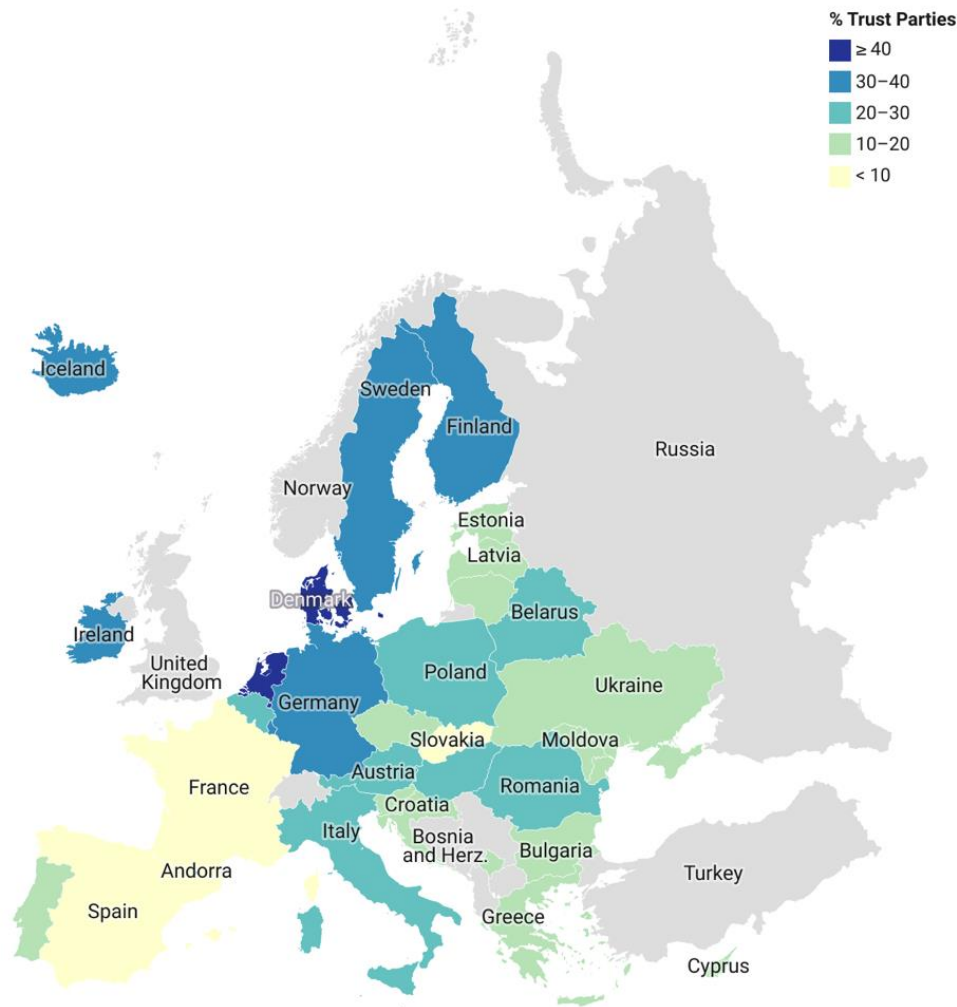 % Trust Parties
≥ 40
30–40
20–30
10–20
< 10
Iceland
Sweden
Finland
Russia
Norway
Estonia
Latvia
Denmark
Belarus
Ireland
United
Kingdom
Poland
Ukraine
Germany
Slovakia
Moldova
Austria
France
Romania
Croatia
Italy
Bosnia
and Herz.
Bulgaria
Andorra
Turkey
Spain
Greece
Cyprus